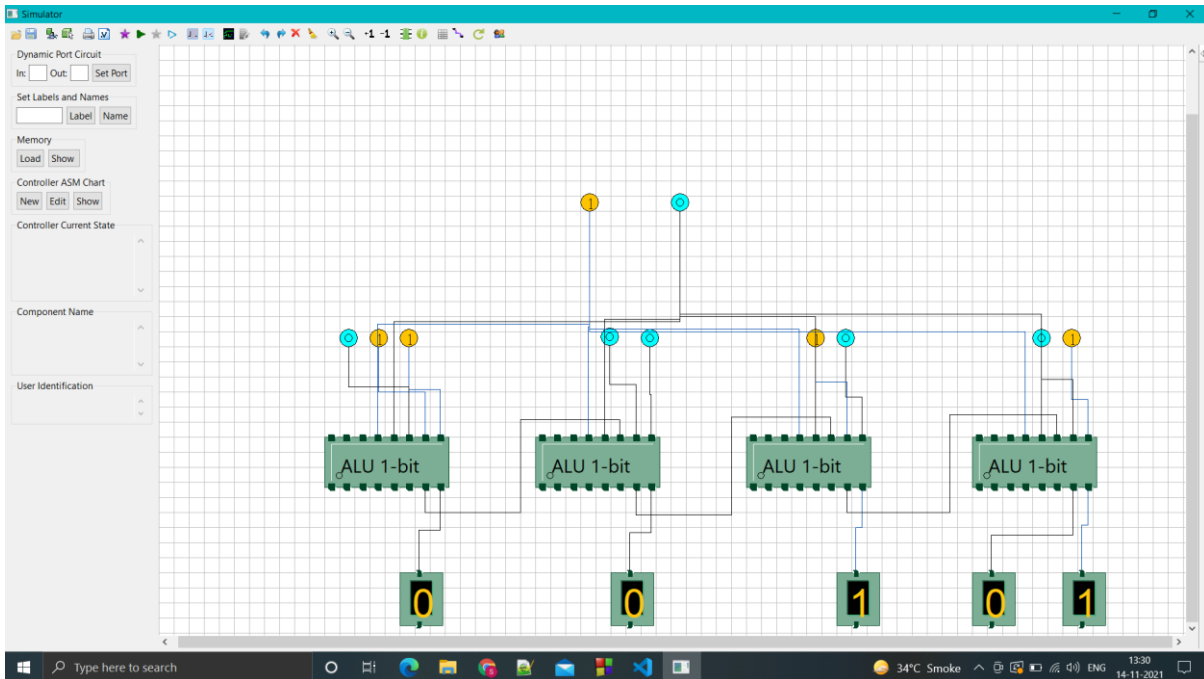 Simulator
+1 -1
Dynamic Port Circuit
In: Out: Set Port
Set Labels and Names
Label Name
Memory
Load Show
Controller ASM Chart
New Edit Show
Controller Current State
Component Name
User Identification
1 0
0 1 1 0 0 1 0 0 1
ALU 1-bit ALU 1-bit ALU 1-bit ALU 1-bit
0 0 1 0 1
Type here to search
34°C Smoke ENG 13:30
14-11-2021